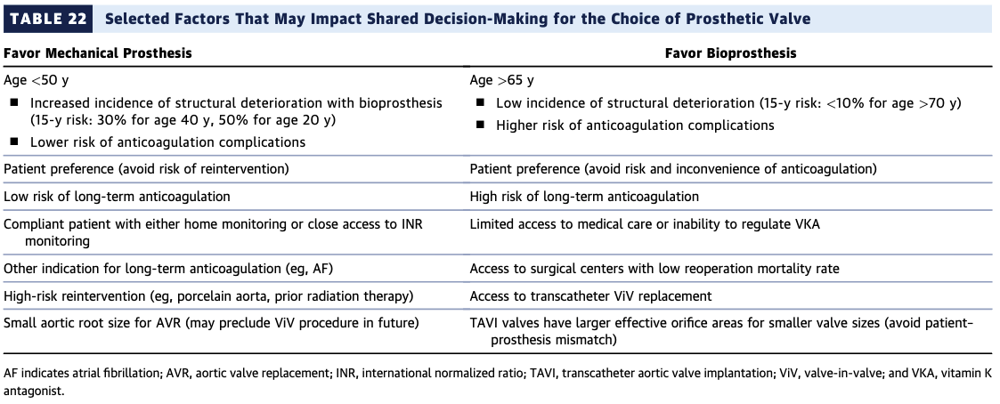 TABLE 22 Selected Factors That May Impact Shared Decision-Making for the Choice of Prosthetic Valve
Favor Mechanical Prosthesis
Favor Bioprosthesis
Age <50 y
■ Increased incidence of structural deterioration with bioprosthesis
(15-y risk: 30% for age 40 y, 50% for age 20 y)
■ Lower risk of anticoagulation complications
Age >65 y
■ Low incidence of structural deterioration (15-y risk: <10% for age >70 y)
■ Higher risk of anticoagulation complications
Patient preference (avoid risk of reintervention)
Patient preference (avoid risk and inconvenience of anticoagulation)
Low risk of long-term anticoagulation
High risk of long-term anticoagulation
Compliant patient with either home monitoring or close access to INR
monitoring
Limited access to medical care or inability to regulate VKA
Other indication for long-term anticoagulation (eg, AF)
Access to surgical centers with low reoperation mortality rate
High-risk reintervention (eg, porcelain aorta, prior radiation therapy)
Access to transcatheter ViV replacement
Small aortic root size for AVR (may preclude ViV procedure in future)
TAVI valves have larger effective orifice areas for smaller valve sizes (avoid patient–
prosthesis mismatch)
AF indicates atrial fibrillation; AVR, aortic valve replacement; INR, international normalized ratio; TAVI, transcatheter aortic valve implantation; ViV, valve-in-valve; and VKA, vitamin K
antagonist.